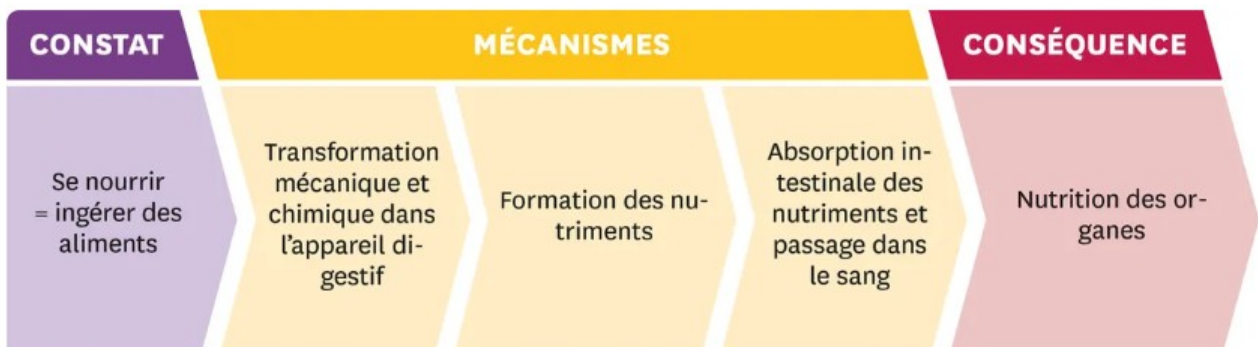 CONSTAT
MÉCANISMES
CONSÉQUENCE
Se nourrir
= ingérer des
aliments
Transformation
mécanique et
chimique dans
l'appareil di-
gestif
Formation des nu-
triments
Absorption in-
testinale des
nutriments et
passage dans
le sang
Nutrition des or-
ganes